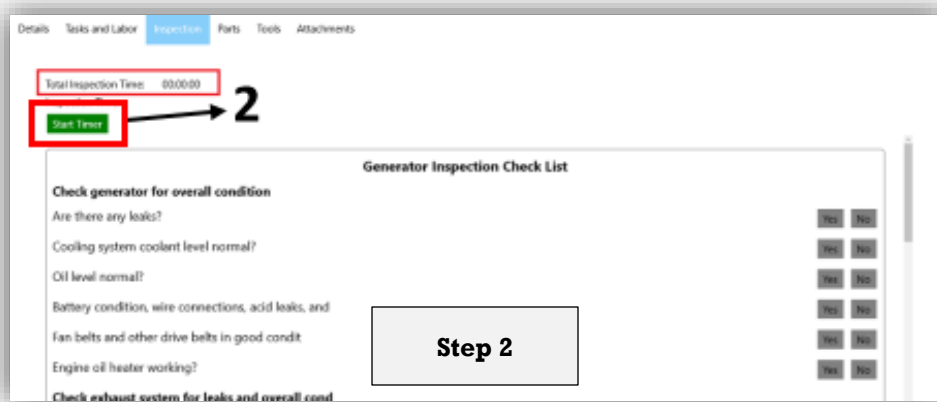 Details Tasks and Labor Inspection Parts Tools Attachments
Total Inspection Time: 00:00:00
Start Timer
2
Generator Inspection Check List
Check generator for overall condition
Are there any leaks? Yes No
Cooling system coolant level normal? Yes No
Oil level normal? Yes No
Battery condition, wire connections, acid leaks, and Yes No
Fan belts and other drive belts in good condit Yes No
Step 2
Engine oil heater working? Yes No
Check exhaust system for leaks and overall cond